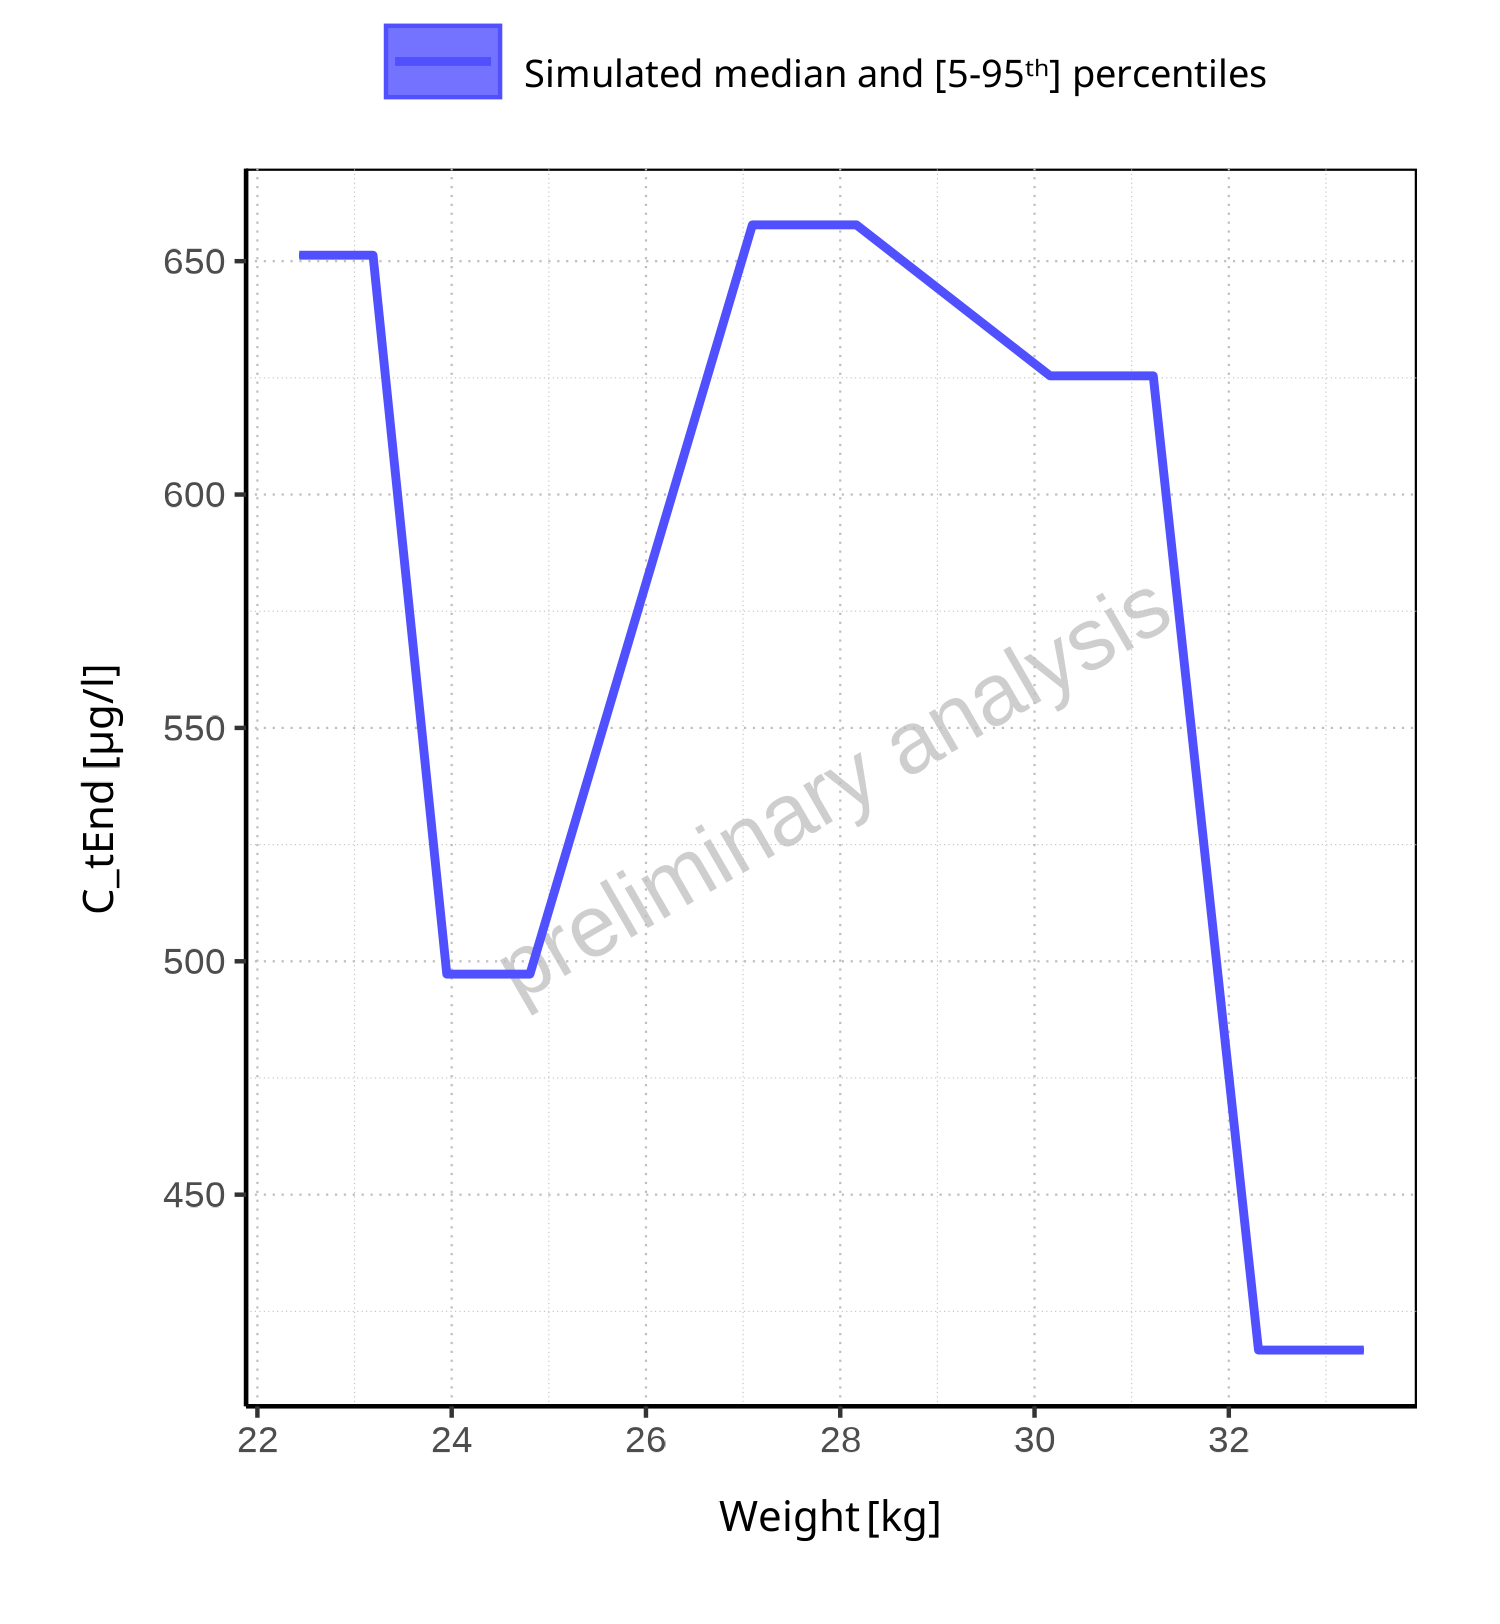 Simulated median and [5-95ᵗʰ] percentiles
650
600
550
500
450
C_tEnd [µg/l]
preliminary analysis
22 24 26 28 30 32
Weight [kg]